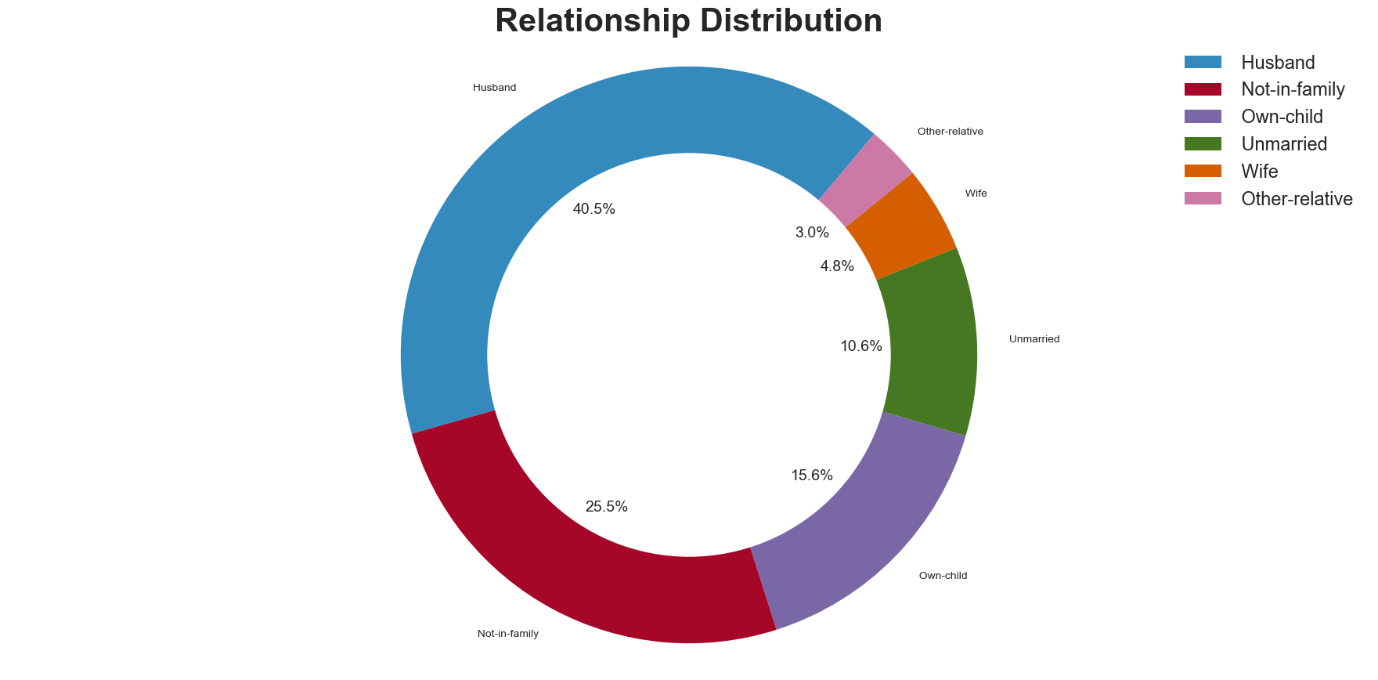 Relationship Distribution
Husband
Not-in-family
Own-child
Unmarried
Wife
Other-relative
Husband
Other-relative
Wife
Unmarried
Own-child
Not-in-family
40.5%
3.0%
4.8%
10.6%
15.6%
25.5%